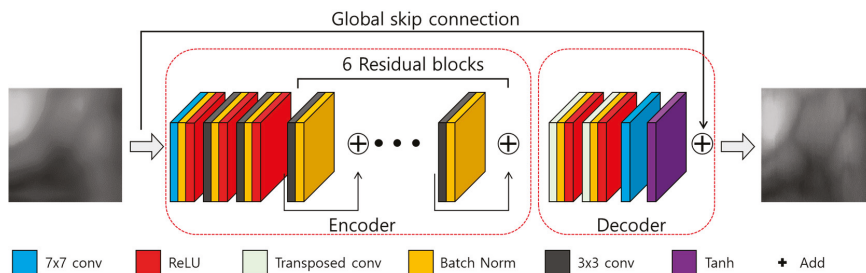 Global skip connection
6 Residual blocks
Encoder
Decoder
7x7 conv
ReLU
Transposed conv
Batch Norm
3x3 conv
Tanh
+ Add